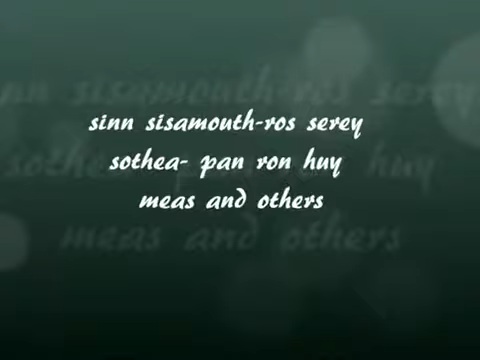 sinn sisamouth-ros serey
sothea- pan ron huy
meas and others